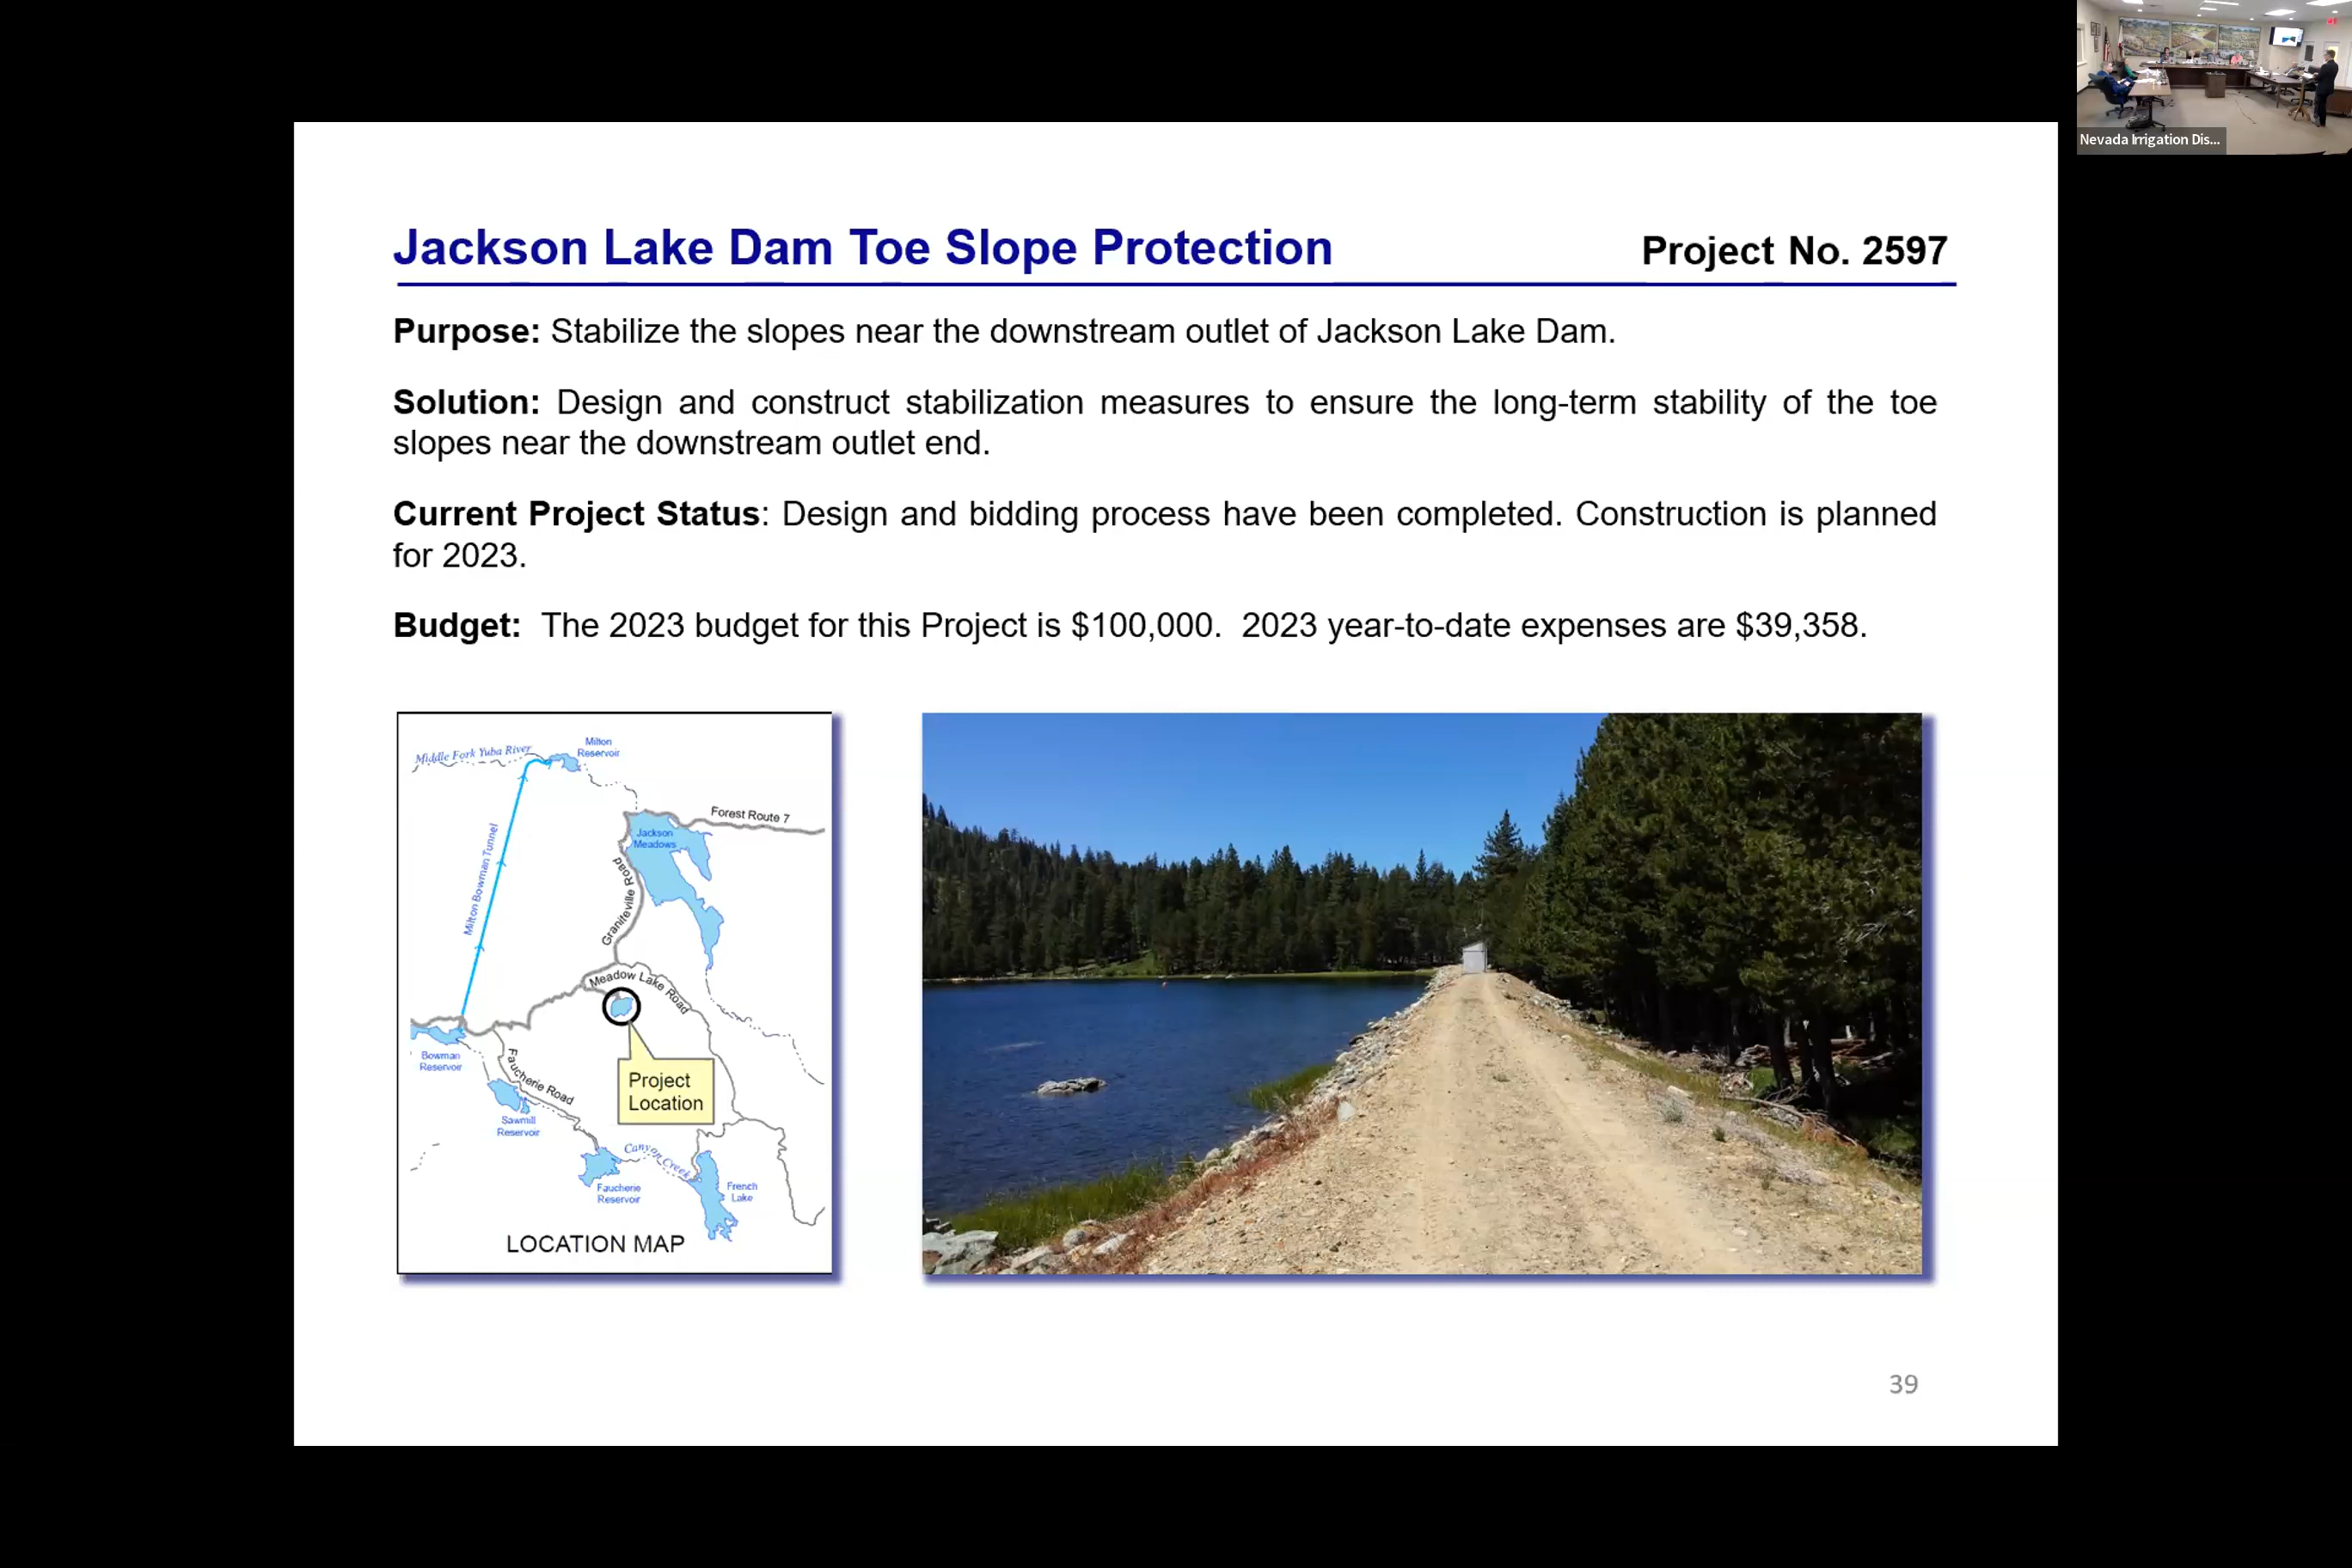 Nevada Irrigation Dis...
Jackson Lake Dam Toe Slope Protection
Project No. 2597
Purpose: Stabilize the slopes near the downstream outlet of Jackson Lake Dam.
Solution: Design and construct stabilization measures to ensure the long-term stability of the toe
slopes near the downstream outlet end.
Current Project Status: Design and bidding process have been completed. Construction is planned
for 2023.
Budget: The 2023 budget for this Project is $100,000. 2023 year-to-date expenses are $39,358.
Middle Fork Yuba River
Milton
Reservoir
Milton Bowman Tunnel
Forest Route 7
Jackson
Meadows
Graniteville Road
Meadow Lake Road
Bowman
Reservoir
Faucherie Road
Project
Location
Sawmill
Reservoir
Canyon Creek
Faucherie
Reservoir
French
Lake
LOCATION MAP
39